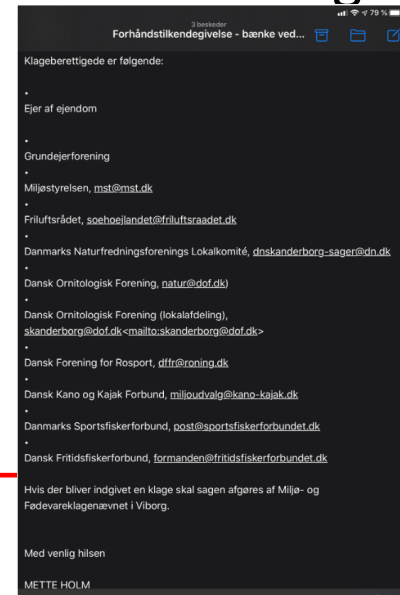 79 %
3 beskeder
Forhåndstilkendegivelse - bænke ved...
Klageberettigede er følgende:
•
Ejer af ejendom
•
Grundejerforening
•
Miljøstyrelsen, mst@mst.dk
•
Friluftsrådet, soehoejlandet@friluftsraadet.dk
•
Danmarks Naturfredningsforenings Lokalkomité, dnskanderborg-sager@dn.dk
•
Dansk Ornitologisk Forening, natur@dof.dk)
•
Dansk Ornitologisk Forening (lokalafdeling),
skanderborg@dof.dk<mailto:skanderborg@dof.dk>
•
Dansk Forening for Rosport, dffr@roning.dk
•
Dansk Kano og Kajak Forbund, miljoudvalg@kano-kajak.dk
•
Danmarks Sportsfiskerforbund, post@sportsfiskerforbundet.dk
•
Dansk Fritidsfiskerforbund, formanden@fritidsfiskerforbundet.dk
Hvis der bliver indgivet en klage skal sagen afgøres af Miljø- og
Fødevareklagenævnet i Viborg.
Med venlig hilsen
METTE HOLM